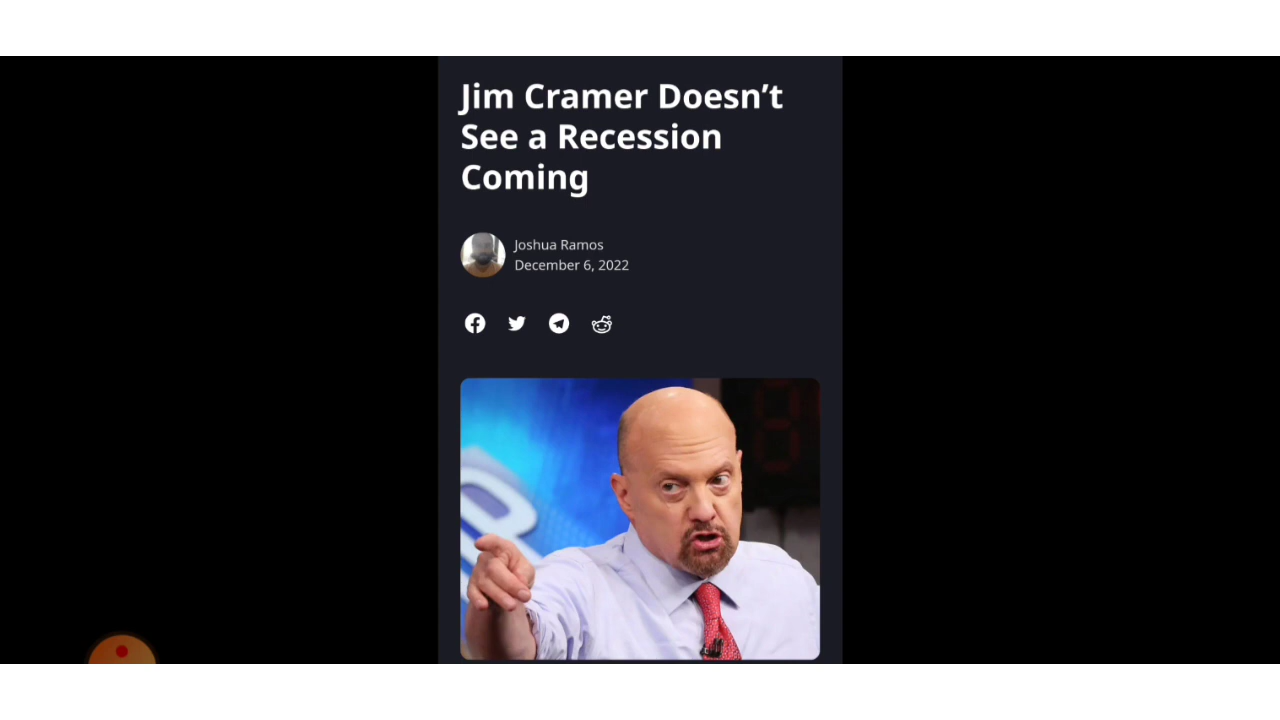 Jim Cramer Doesn’t
See a Recession
Coming
Joshua Ramos
December 6, 2022